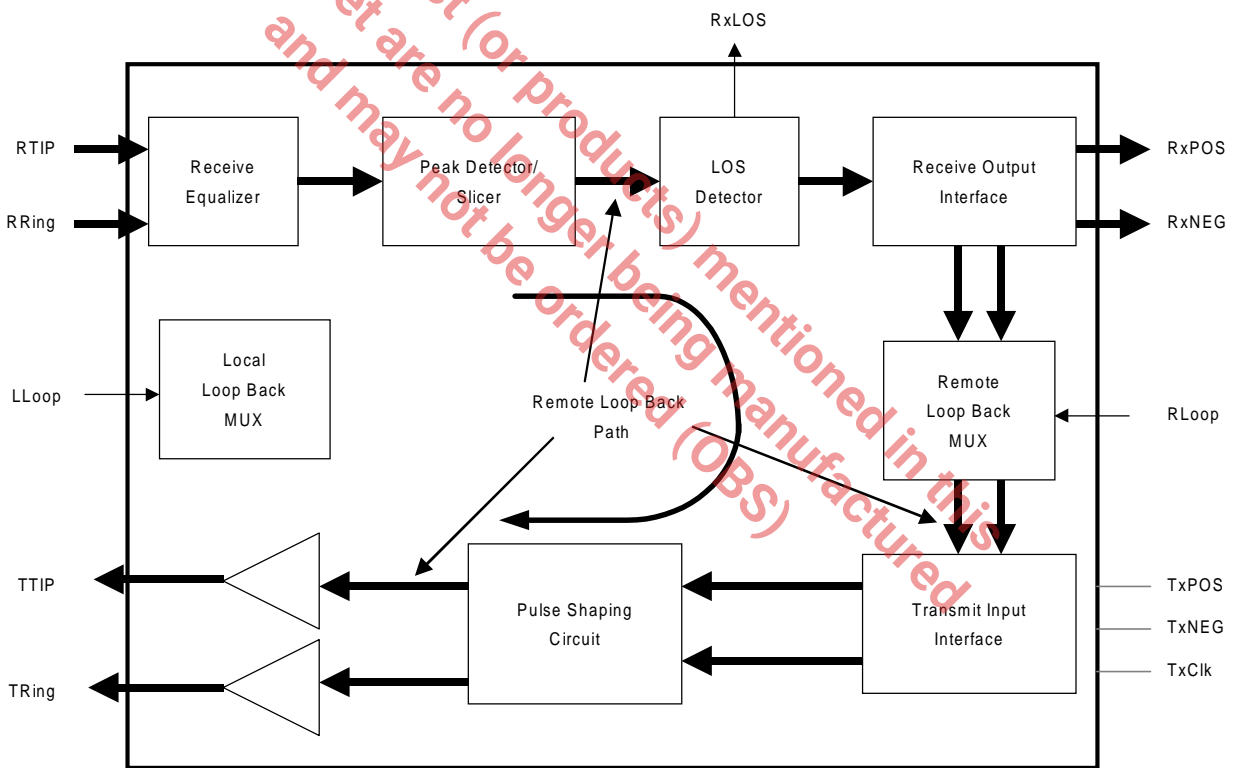 RxLOS
RTIP
RRing
Receive
Equalizer
Peak Detector/
Slicer
LOS
Detector
Receive Output
Interface
RxPOS
RxNEG
LLoop
Local
Loop Back
MUX
Remote Loop Back
Path
Remote
Loop Back
MUX
RLoop
TTIP
TRing
Pulse Shaping
Circuit
Transmit Input
Interface
TxPOS
TxNEG
TxClk
(or products) mentioned in this
et are no longer being manufactured
and may not be ordered (OBS)